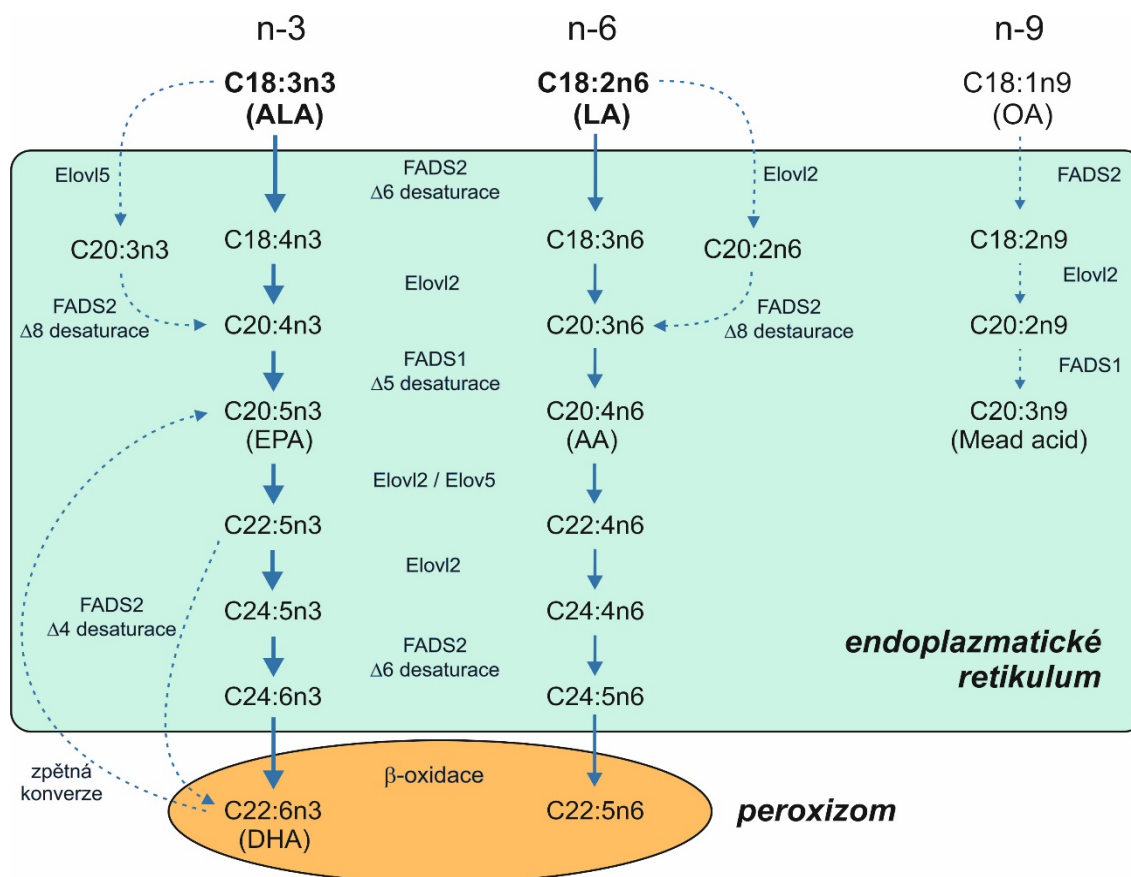 n-3
n-6
n-9
C18:3n3
(ALA)
C18:2n6
(LA)
C18:1n9
(OA)
Elovl5
FADS2
Δ6 desaturace
Elovl2
FADS2
C20:3n3
C18:4n3
C18:3n6
C20:2n6
C18:2n9
Elovl2
Elovl2
FADS2
Δ8 desaturace
C20:4n3
C20:3n6
FADS2
Δ8 destaurace
C20:2n9
FADS1
Δ5 desaturace
FADS1
C20:5n3
(EPA)
C20:4n6
(AA)
C20:3n9
(Mead acid)
Elovl2 / Elov5
C22:5n3
C22:4n6
Elovl2
FADS2
Δ4 desaturace
C24:5n3
C24:4n6
FADS2
Δ6 desaturace
endoplazmatické
retikulum
C24:6n3
C24:5n6
zpětná
konverze
β-oxidace
C22:6n3
(DHA)
C22:5n6
peroxizom